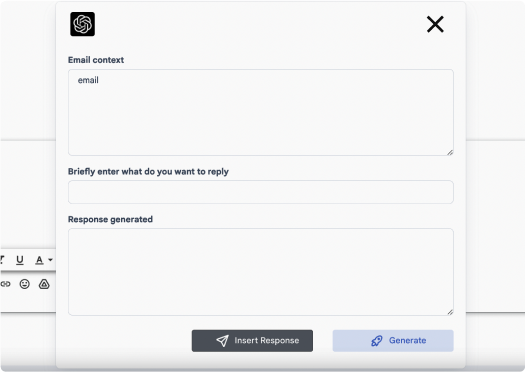 Email context
email
Briefly enter what do you want to reply
Response generated
U A
Insert Response
Generate